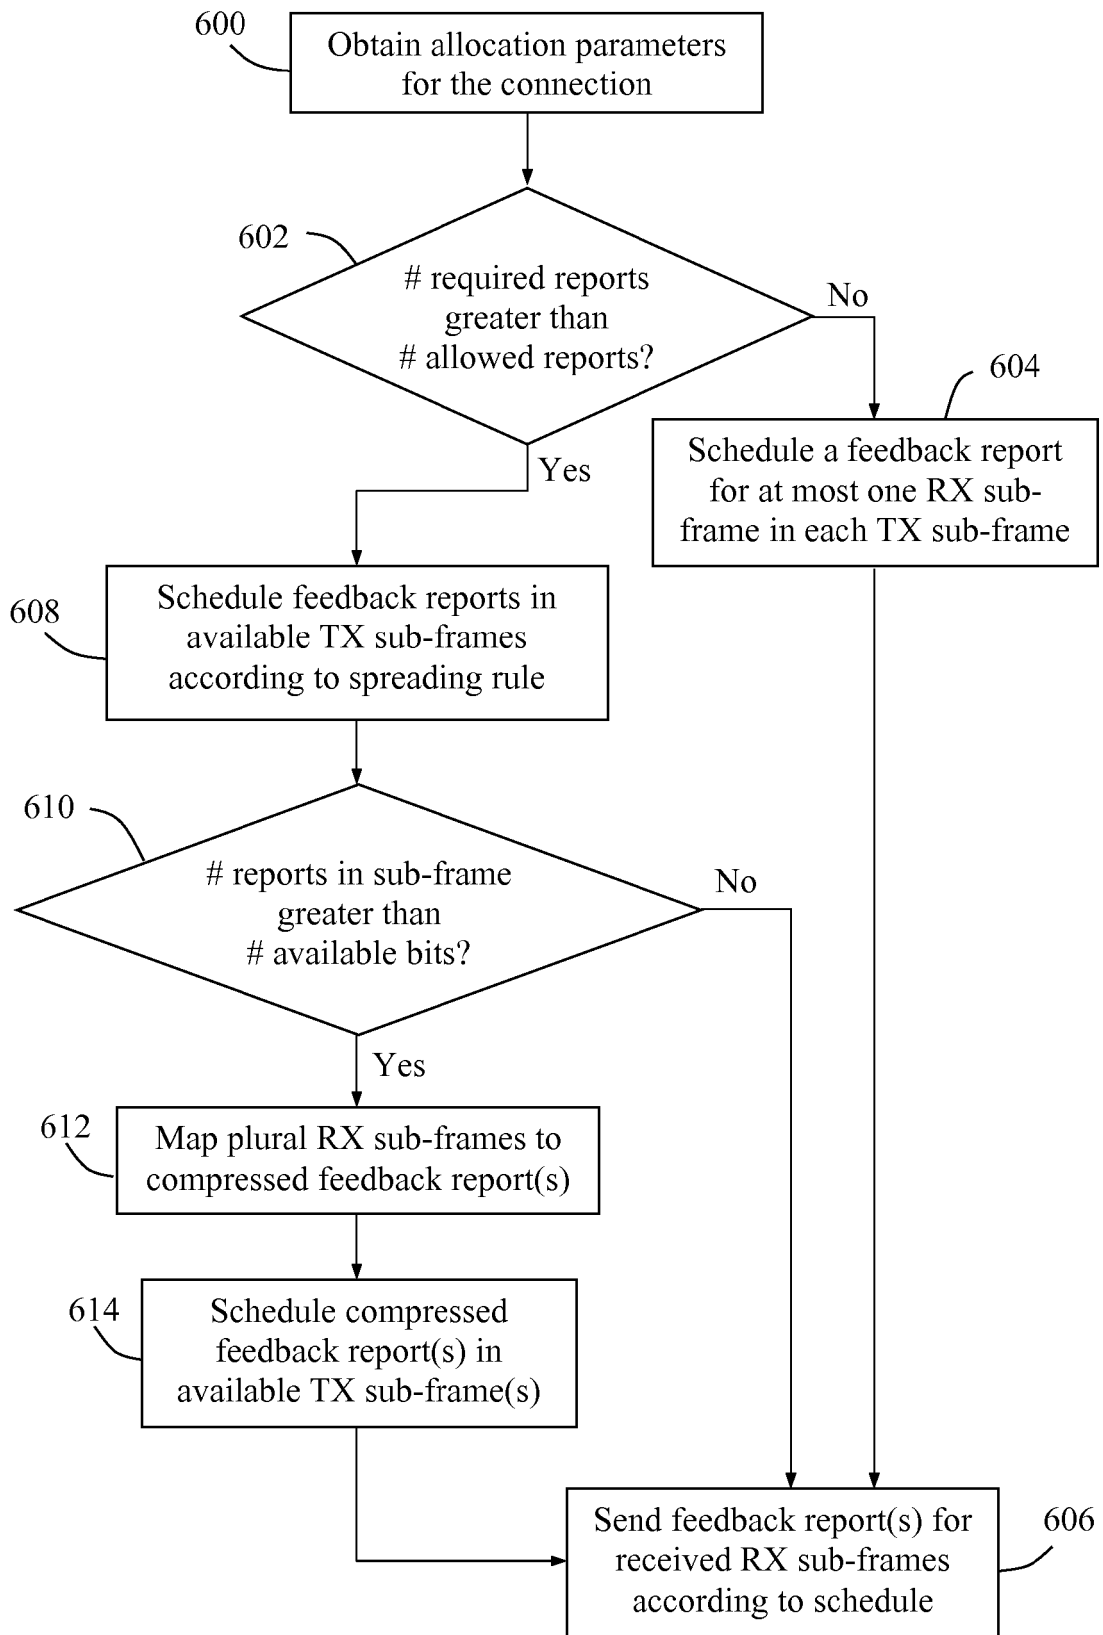 600
Obtain allocation parameters
for the connection
602
# required reports
greater than
# allowed reports?
No
Yes
604
Schedule a feedback report
for at most one RX sub-
frame in each TX sub-frame
608
Schedule feedback reports in
available TX sub-frames
according to spreading rule
610
# reports in sub-frame
greater than
# available bits?
No
Yes
612
Map plural RX sub-frames to
compressed feedback report(s)
614
Schedule compressed
feedback report(s) in
available TX sub-frame(s)
606
Send feedback report(s) for
received RX sub-frames
according to schedule